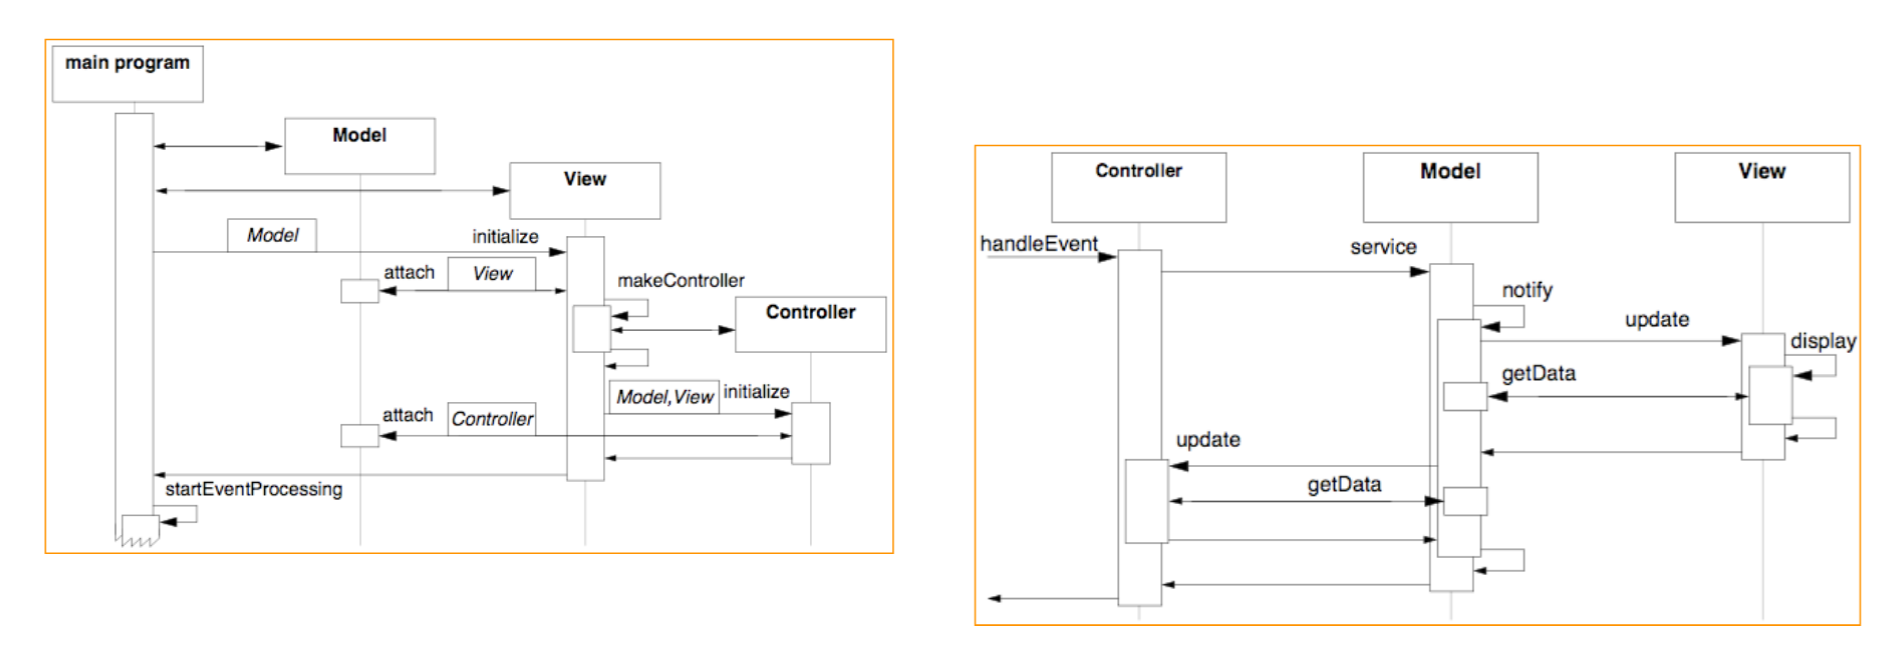 main program
Model
View
Model
initialize
attach
View
makeController
Controller
Model,View
initialize
attach
Controller
startEventProcessing
Controller
Model
View
handleEvent
service
notify
update
display
getData
update
getData